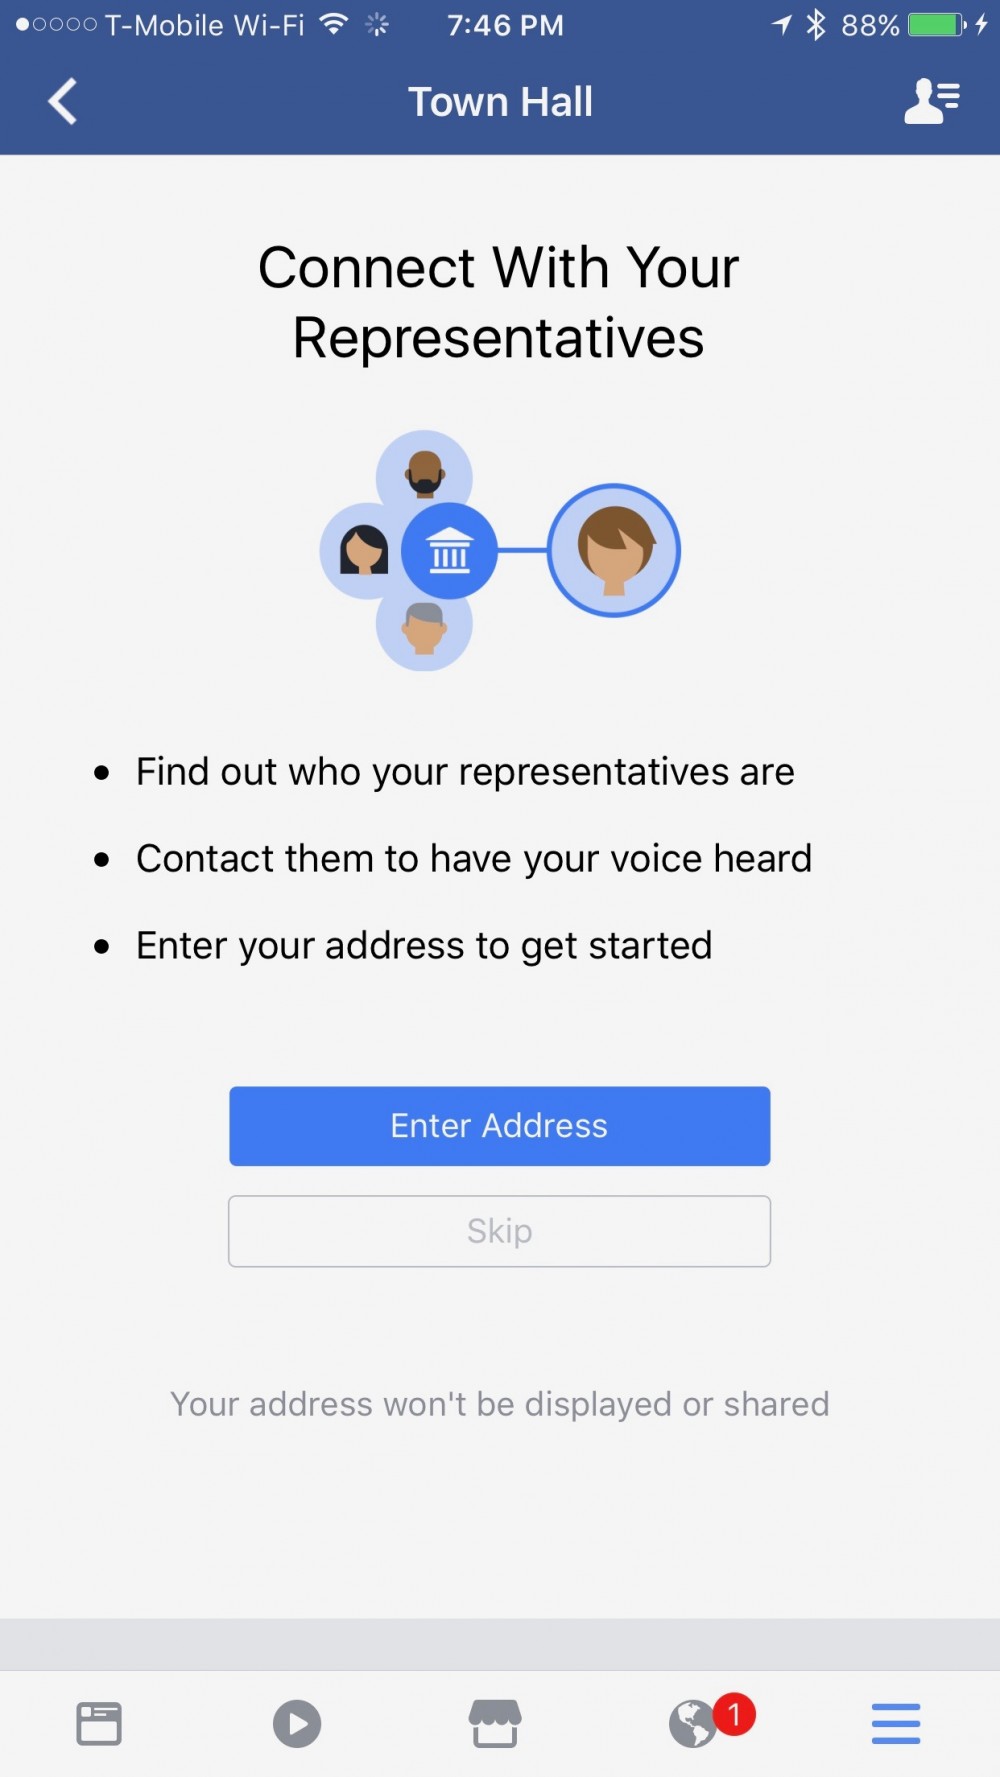 T-Mobile Wi-Fi 7:46 PM 88%
Town Hall
Connect With Your
Representatives
• Find out who your representatives are
• Contact them to have your voice heard
• Enter your address to get started
Enter Address
Skip
Your address won't be displayed or shared
1